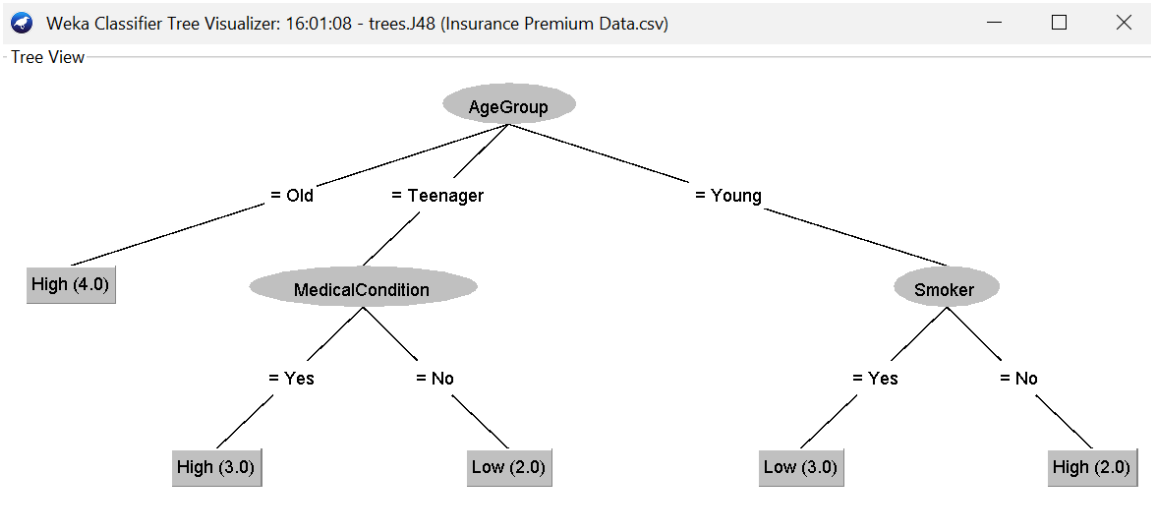 Weka Classifier Tree Visualizer: 16:01:08 - trees.J48 (Insurance Premium Data.csv)
Tree View
AgeGroup
= Old
= Teenager
= Young
High (4.0)
MedicalCondition
Smoker
= Yes
= No
= Yes
= No
High (3.0)
Low (2.0)
Low (3.0)
High (2.0)